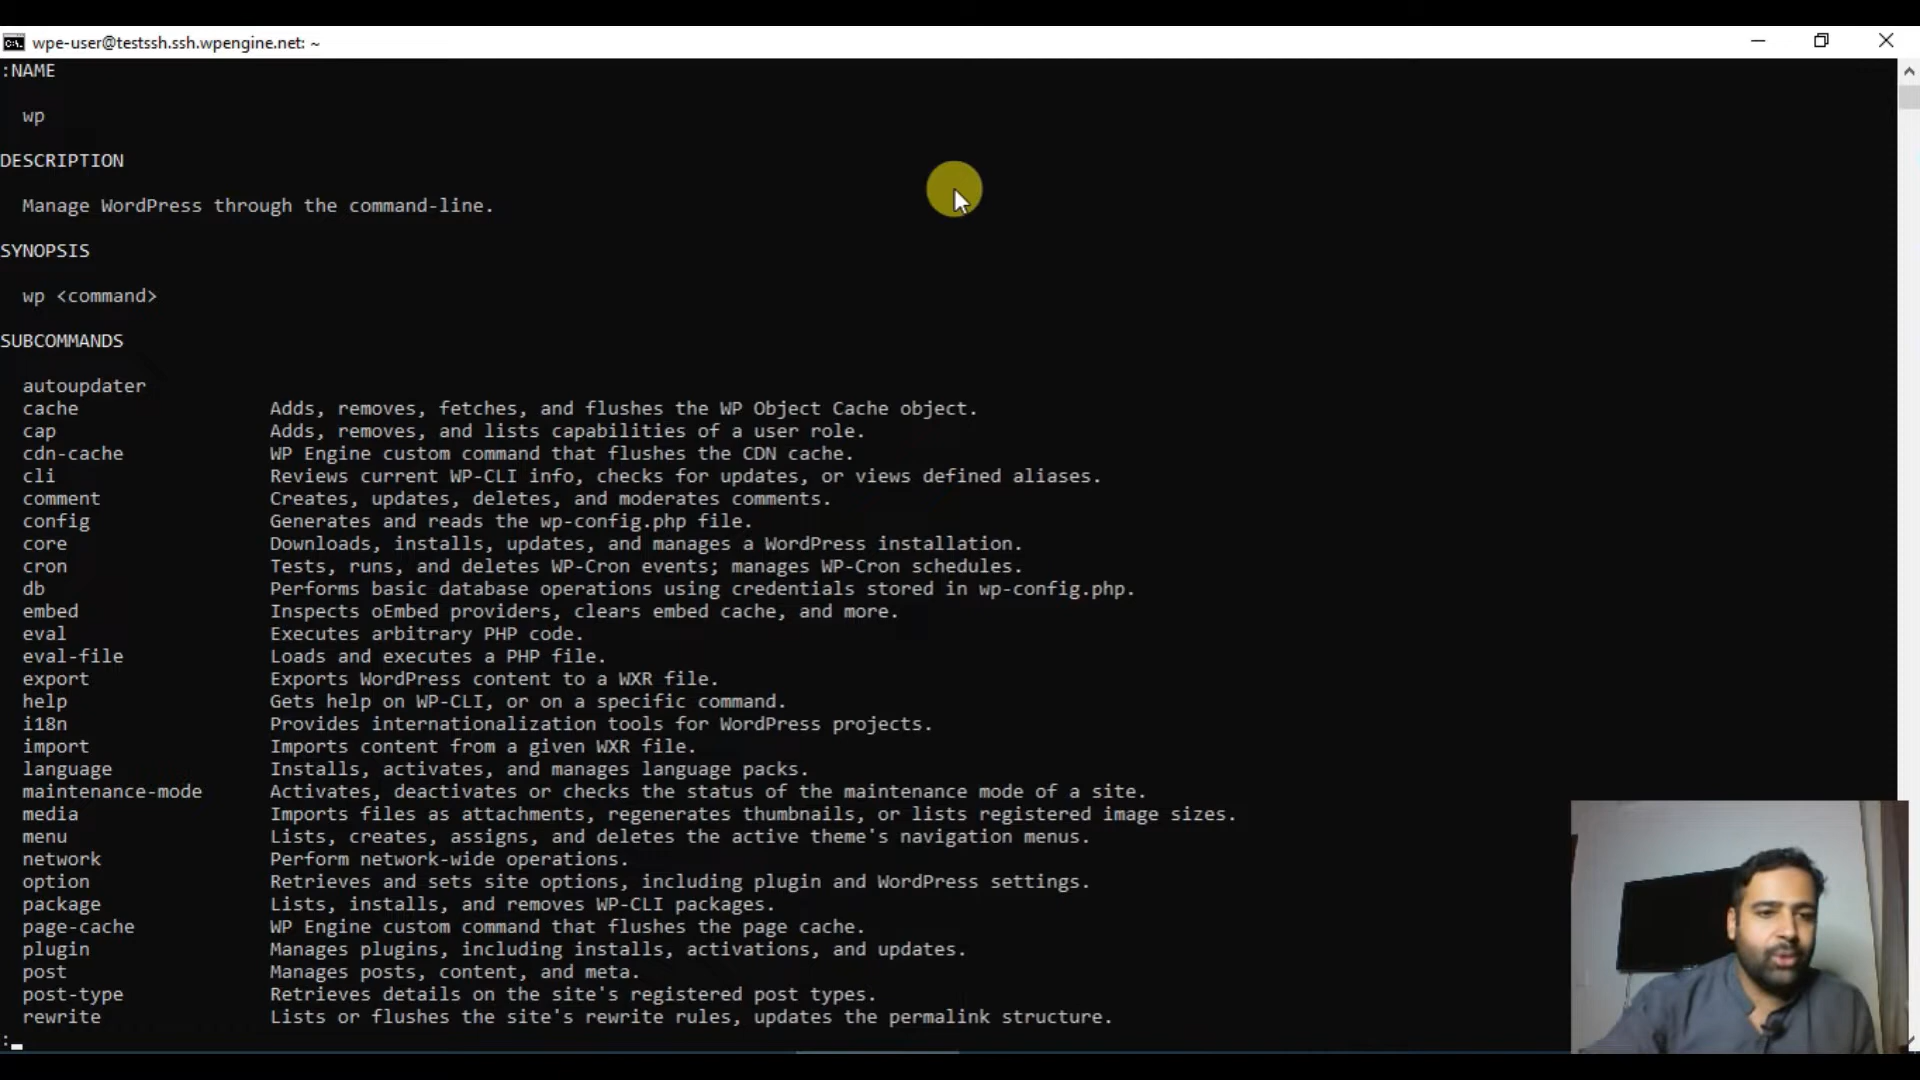 wpe-user@testssh.ssh.wpengine.net: ~
:NAME
wp
DESCRIPTION
Manage WordPress through the command-line.
SYNOPSIS
wp <command>
SUBCOMMANDS
autoupdater
cache Adds, removes, fetches, and flushes the WP Object Cache object.
cap Adds, removes, and lists capabilities of a user role.
cdn-cache WP Engine custom command that flushes the CDN cache.
cli Reviews current WP-CLI info, checks for updates, or views defined aliases.
comment Creates, updates, deletes, and moderates comments.
config Generates and reads the wp-config.php file.
core Downloads, installs, updates, and manages a WordPress installation.
cron Tests, runs, and deletes WP-Cron events; manages WP-Cron schedules.
db Performs basic database operations using credentials stored in wp-config.php.
embed Inspects oEmbed providers, clears embed cache, and more.
eval Executes arbitrary PHP code.
eval-file Loads and executes a PHP file.
export Exports WordPress content to a WXR file.
help Gets help on WP-CLI, or on a specific command.
i18n Provides internationalization tools for WordPress projects.
import Imports content from a given WXR file.
language Installs, activates, and manages language packs.
maintenance-mode Activates, deactivates or checks the status of the maintenance mode of a site.
media Imports files as attachments, regenerates thumbnails, or lists registered image sizes.
menu Lists, creates, assigns, and deletes the active theme's navigation menus.
network Perform network-wide operations.
option Retrieves and sets site options, including plugin and WordPress settings.
package Lists, installs, and removes WP-CLI packages.
page-cache WP Engine custom command that flushes the page cache.
plugin Manages plugins, including installs, activations, and updates.
post Manages posts, content, and meta.
post-type Retrieves details on the site's registered post types.
rewrite Lists or flushes the site's rewrite rules, updates the permalink structure.
: